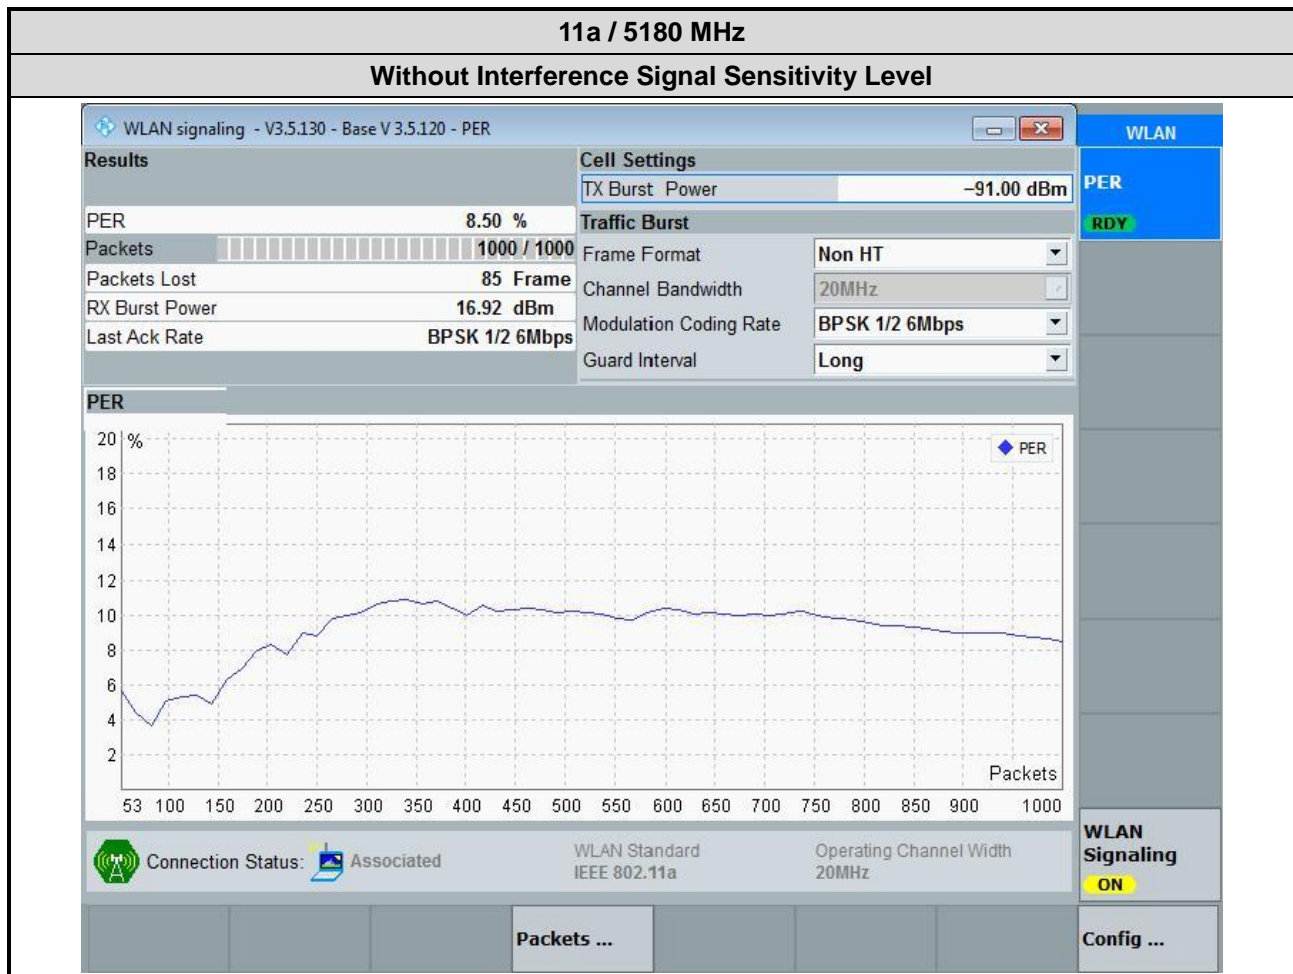 11a / 5180 MHz
Without Interference Signal Sensitivity Level
WLAN signaling - V3.5.130 - Base V 3.5.120 - PER
WLAN
Results
Cell Settings
TX Burst Power −91.00 dBm
PER
RDY
PER 8.50 %
Traffic Burst
Packets 1000 / 1000
Frame Format Non HT
Packets Lost 85 Frame
Channel Bandwidth 20MHz
RX Burst Power 16.92 dBm
Modulation Coding Rate BPSK 1/2 6Mbps
Last Ack Rate BPSK 1/2 6Mbps
Guard Interval Long
PER
20 %
PER
18
16
14
12
10
8
6
4
2
Packets
53 100 150 200 250 300 350 400 450 500 550 600 650 700 750 800 850 900 1000
Connection Status: Associated
WLAN Standard
IEEE 802.11a
Operating Channel Width
20MHz
WLAN
Signaling
ON
Packets ...
Config ...